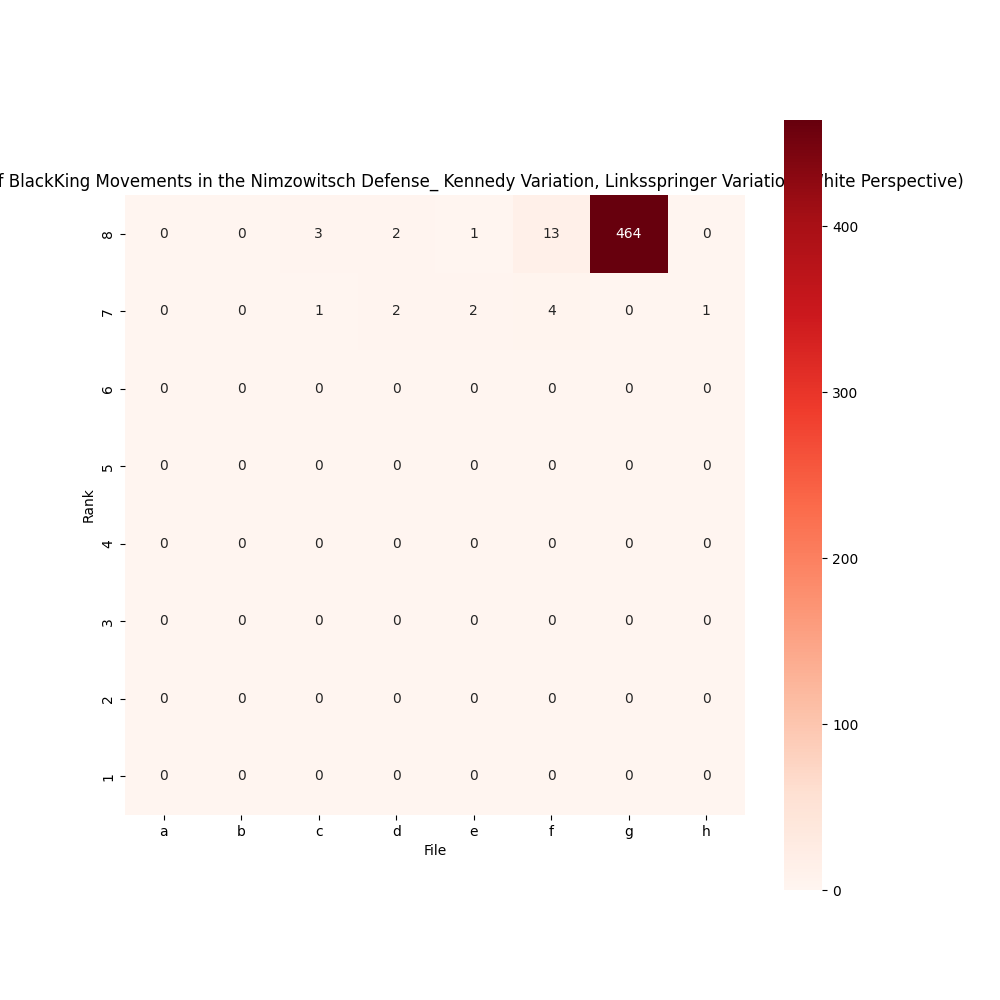 f BlackKing Movements in the Nimzowitsch Defense_ Kennedy Variation, Linksspringer Variatio hite Perspective)
8 0 0 3 2 1 13 464 0
7 0 0 1 2 2 4 0 1
6 0 0 0 0 0 0 0 0
5 0 0 0 0 0 0 0 0
4 0 0 0 0 0 0 0 0
3 0 0 0 0 0 0 0 0
2 0 0 0 0 0 0 0 0
1 0 0 0 0 0 0 0 0
a b c d e f g h
File
Rank
400
300
200
100
0